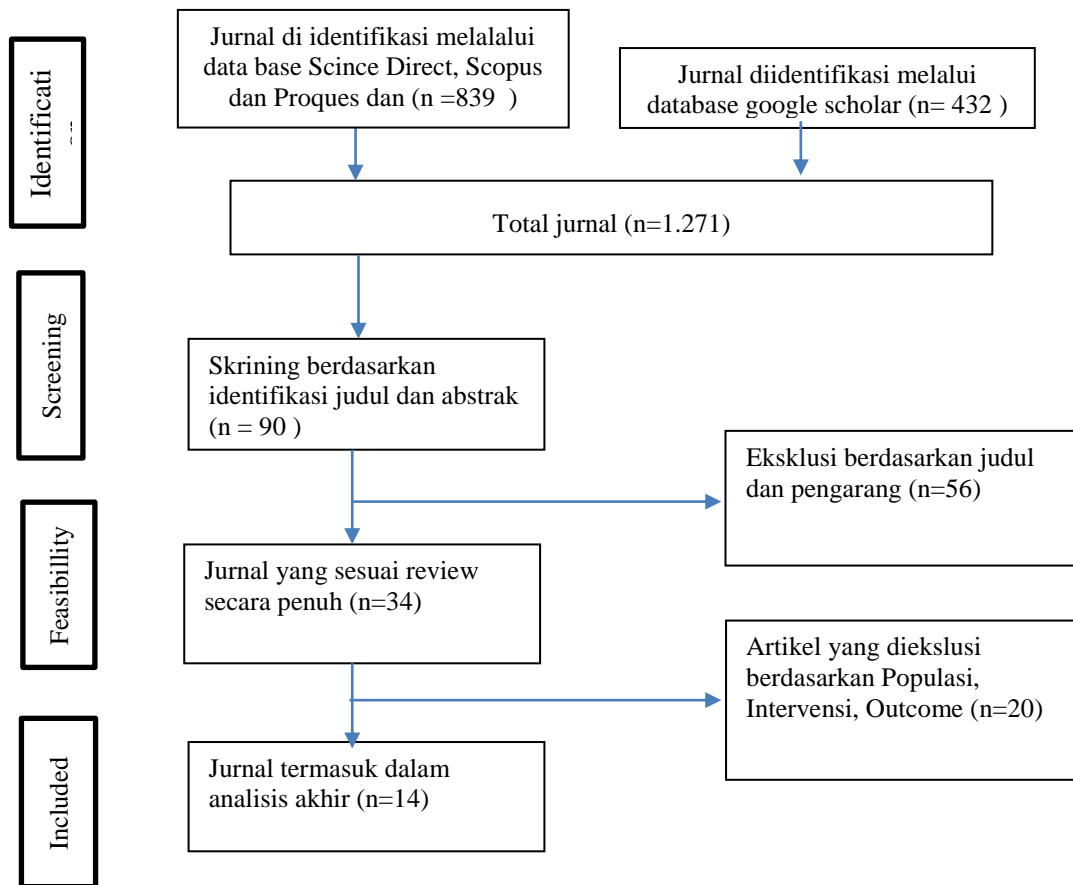 Identificati
on
Jurnal di identifikasi melalalui
data base Scince Direct, Scopus
dan Proques dan (n =839  )
Jurnal diidentifikasi melalui
database google scholar (n= 432 )
Total jurnal (n=1.271)
Screening
Skrining berdasarkan
identifikasi judul dan abstrak
(n = 90 )
Eksklusi berdasarkan judul
dan pengarang (n=56)
Feasibillity
Jurnal yang sesuai review
secara penuh (n=34)
Artikel yang diekslusi
berdasarkan Populasi,
Intervensi, Outcome (n=20)
Included
Jurnal termasuk dalam
analisis akhir (n=14)